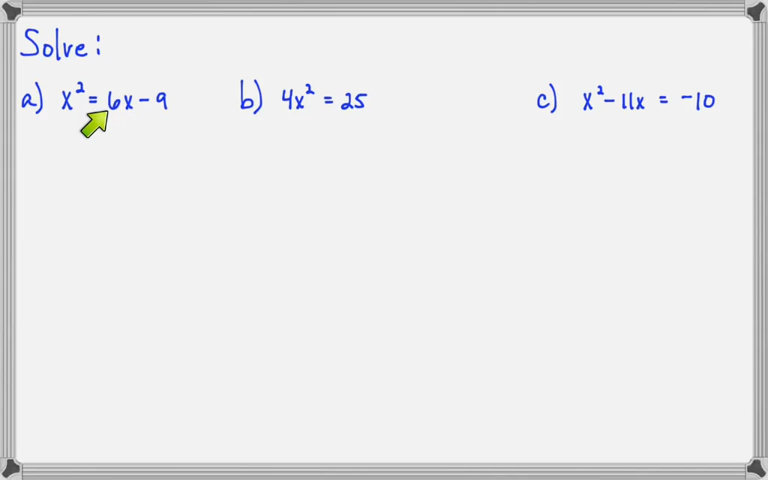 Solve:
a) x² = 6x - 9 b) 4x² = 25 c) x² - 11x = -10